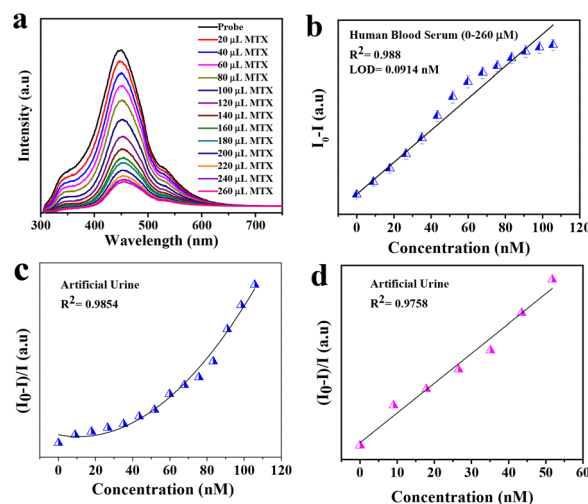 a
Probe
20 μL MTX
40 μL MTX
60 μL MTX
80 μL MTX
100 μL MTX
120 μL MTX
140 μL MTX
160 μL MTX
180 μL MTX
200 μL MTX
220 μL MTX
240 μL MTX
260 μL MTX
Intensity (a.u)
300 400 500 600 700
Wavelength (nm)
b
Human Blood Serum (0-260 μM)
R²= 0.988
LOD= 0.0914 nM
I₀-I (a.u)
0 20 40 60 80 100 120
Concentration (nM)
c
Artificial Urine
R²= 0.9854
(I₀-I)/I (a.u)
0 20 40 60 80 100 120
Concentration (nM)
d
Artificial Urine
R²= 0.9758
(I₀-I)/I (a.u)
0 10 20 30 40 50 60
Concentration (nM)